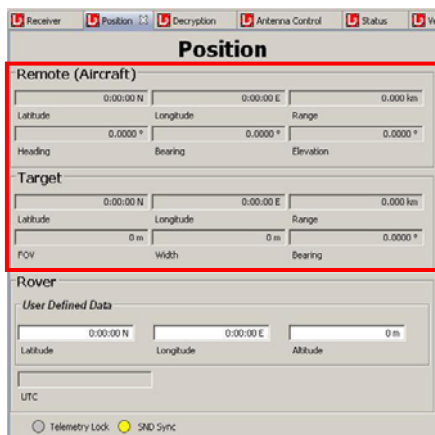 Receiver Position Decryption Antenna Control Status
Position
Remote (Aircraft)
0:00:00 N 0:00:00 E 0.000 km
Latitude Longitude Range
0.0000 ° 0.0000 ° 0.0000 °
Heading Bearing Elevation
Target
0:00:00 N 0:00:00 E 0.000 km
Latitude Longitude Range
0 m 0 m 0.0000 °
FOV Width Bearing
Rover
User Defined Data
0:00:00 N 0:00:00 E 0 m
Latitude Longitude Altitude
UTC
Telemetry Lock SND Sync